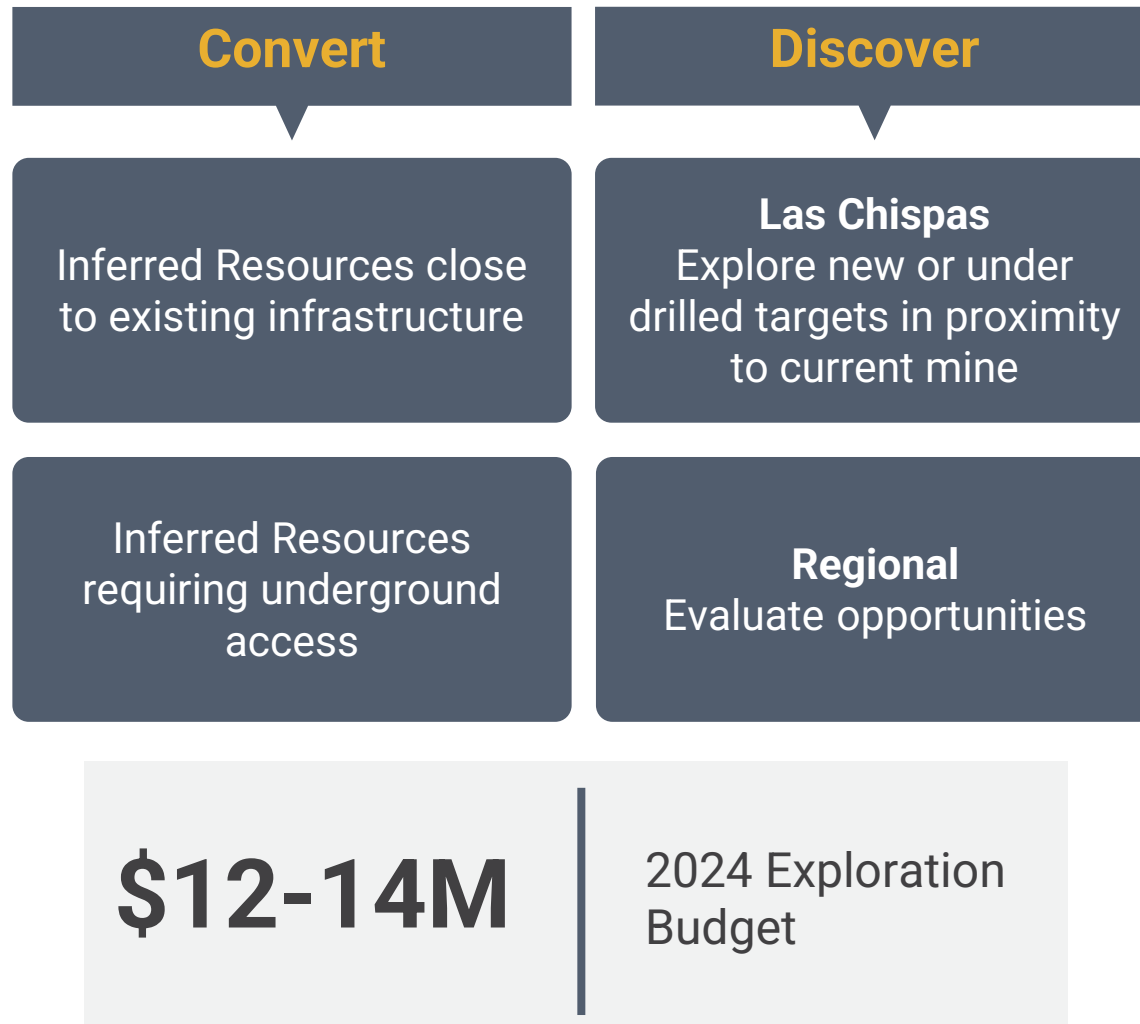 Convert
Inferred Resources close
to existing infrastructure
Inferred Resources
requiring underground
access
Discover
Las Chispas
Explore new or under
drilled targets in proximity
to current mine
Regional
Evaluate opportunities
$12-14M
2024 Exploration
Budget